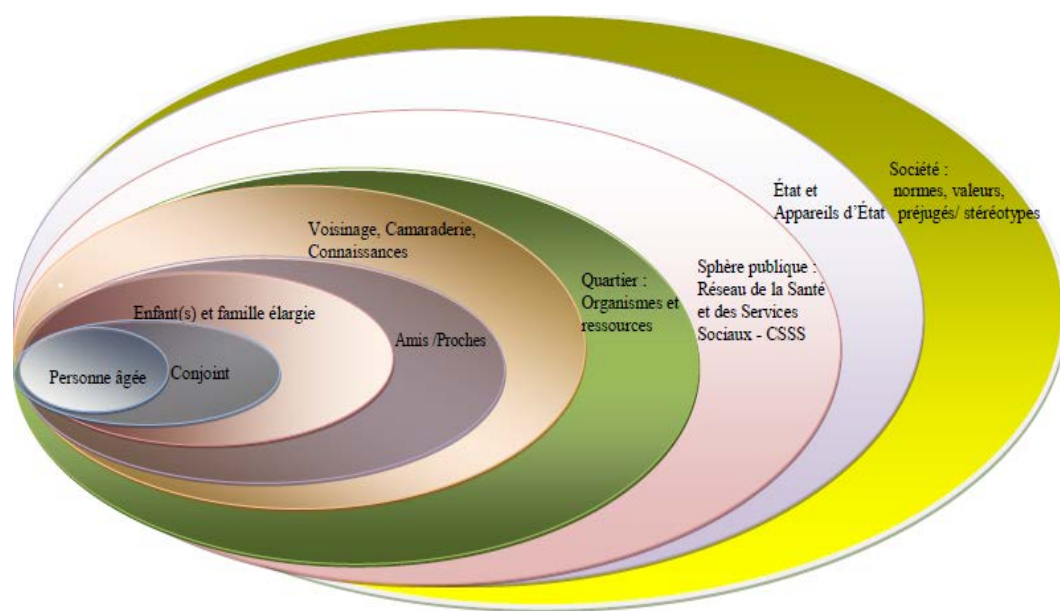 Personne âgée
Conjoint
Enfant(s) et famille élargie
Amis /Proches
Voisinage, Camaraderie,
Connaissances
Quartier :
Organismes et
ressources
Sphère publique :
Réseau de la Santé
et des Services
Sociaux - CSSS
État et
Appareils d’État
Société :
normes, valeurs,
préjugés/ stéréotypes